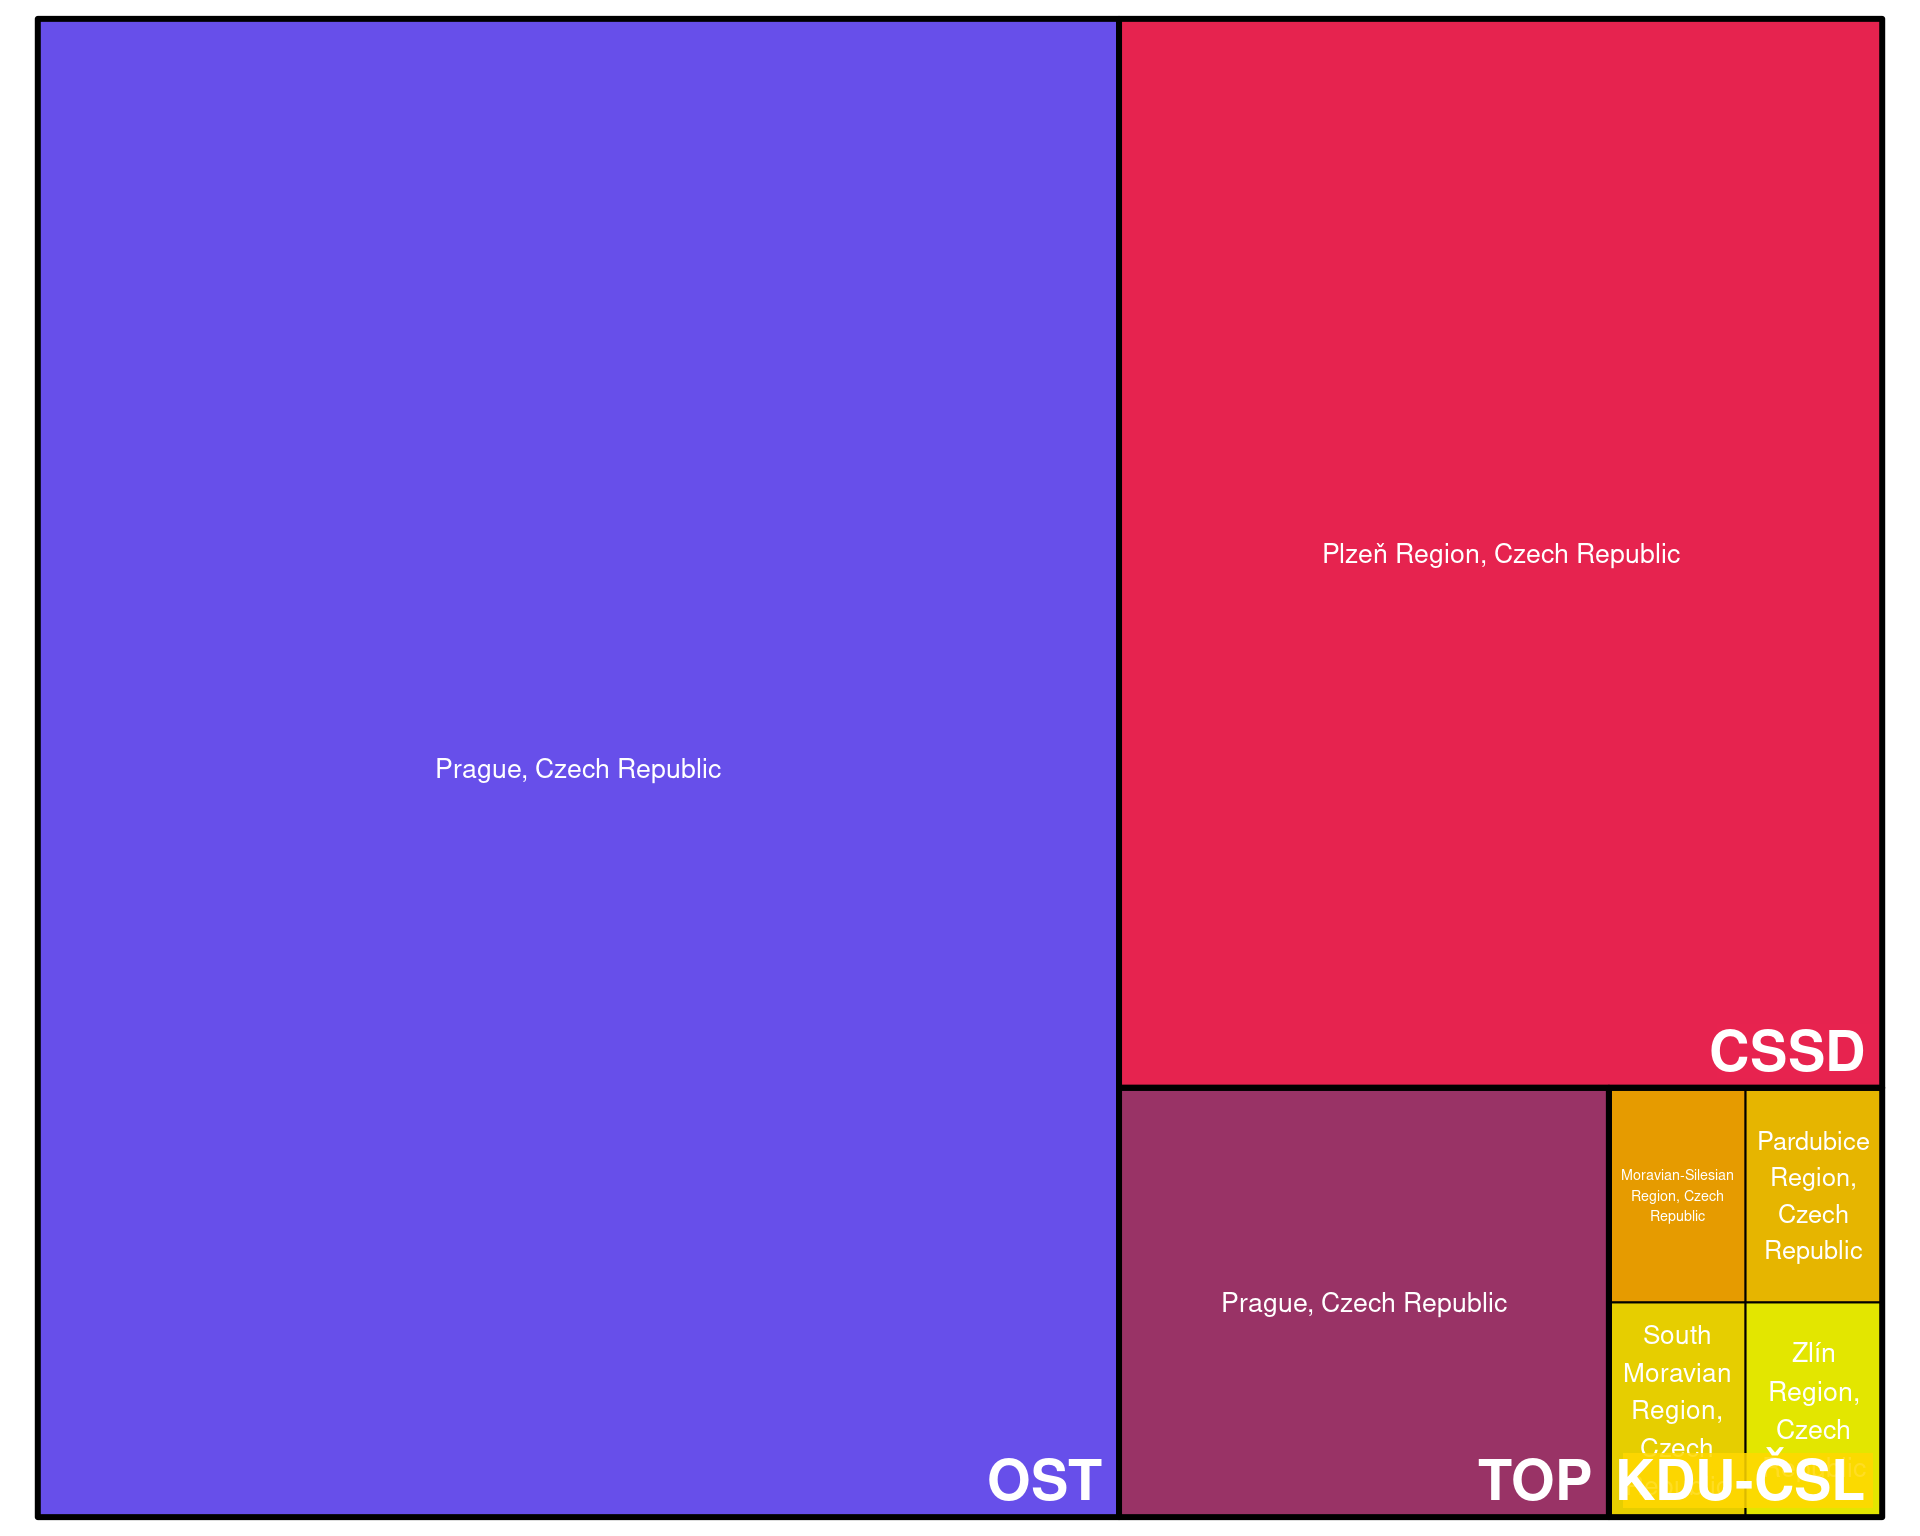 Prague, Czech Republic
OST
Plzeň Region, Czech Republic
CSSD
Prague, Czech Republic
TOP
Moravian-Silesian
Region, Czech
Republic
Pardubice
Region,
Czech
Republic
South
Moravian
Region,
Czech
Zlín
Region,
Czech
KDU-ČSL